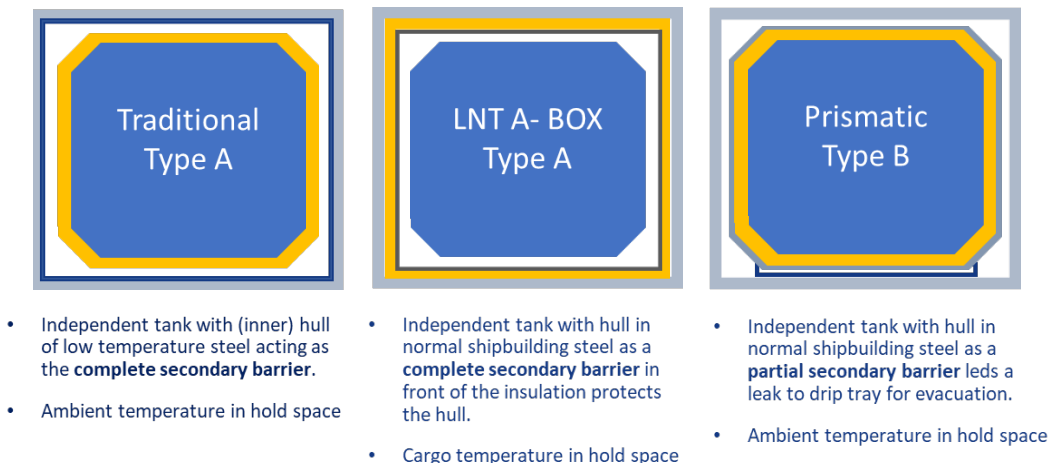 Traditional
Type A
LNT A- BOX
Type A
Prismatic
Type B
• Independent tank with (inner) hull
of low temperature steel acting as
the complete secondary barrier.
• Ambient temperature in hold space
• Independent tank with hull in
normal shipbuilding steel as a
complete secondary barrier in
front of the insulation protects
the hull.
• Cargo temperature in hold space
• Independent tank with hull in
normal shipbuilding steel as a
partial secondary barrier leds a
leak to drip tray for evacuation.
• Ambient temperature in hold space